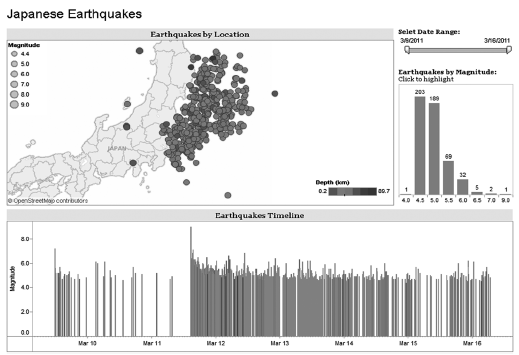 Japanese Earthquakes
Earthquakes by Location
Magnitude
4.4
5.0
6.0
7.0
8.0
9.0
JAPAN
Depth (km)
0.2 89.7
© OpenStreetMap contributors
Selet Date Range:
3/8/2011 3/16/2011
Earthquakes by Magnitude:
Click to highlight
1 203 189 69 32 5 2 1
4.0 4.5 5.0 5.5 6.0 6.5 7.0 9.0
Earthquakes Timeline
Magnitude
8.0
6.0
4.0
2.0
0.0
Mar 10 Mar 11 Mar 12 Mar 13 Mar 14 Mar 15 Mar 16